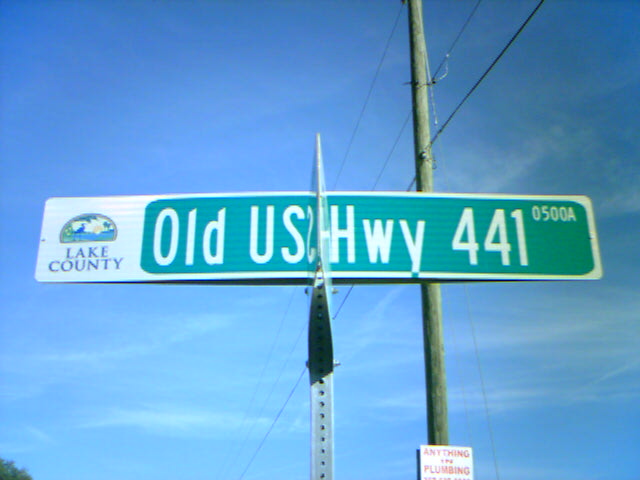 Old US Hwy 441
0500A
LAKE
COUNTY
ANYTHING
PLUMBING